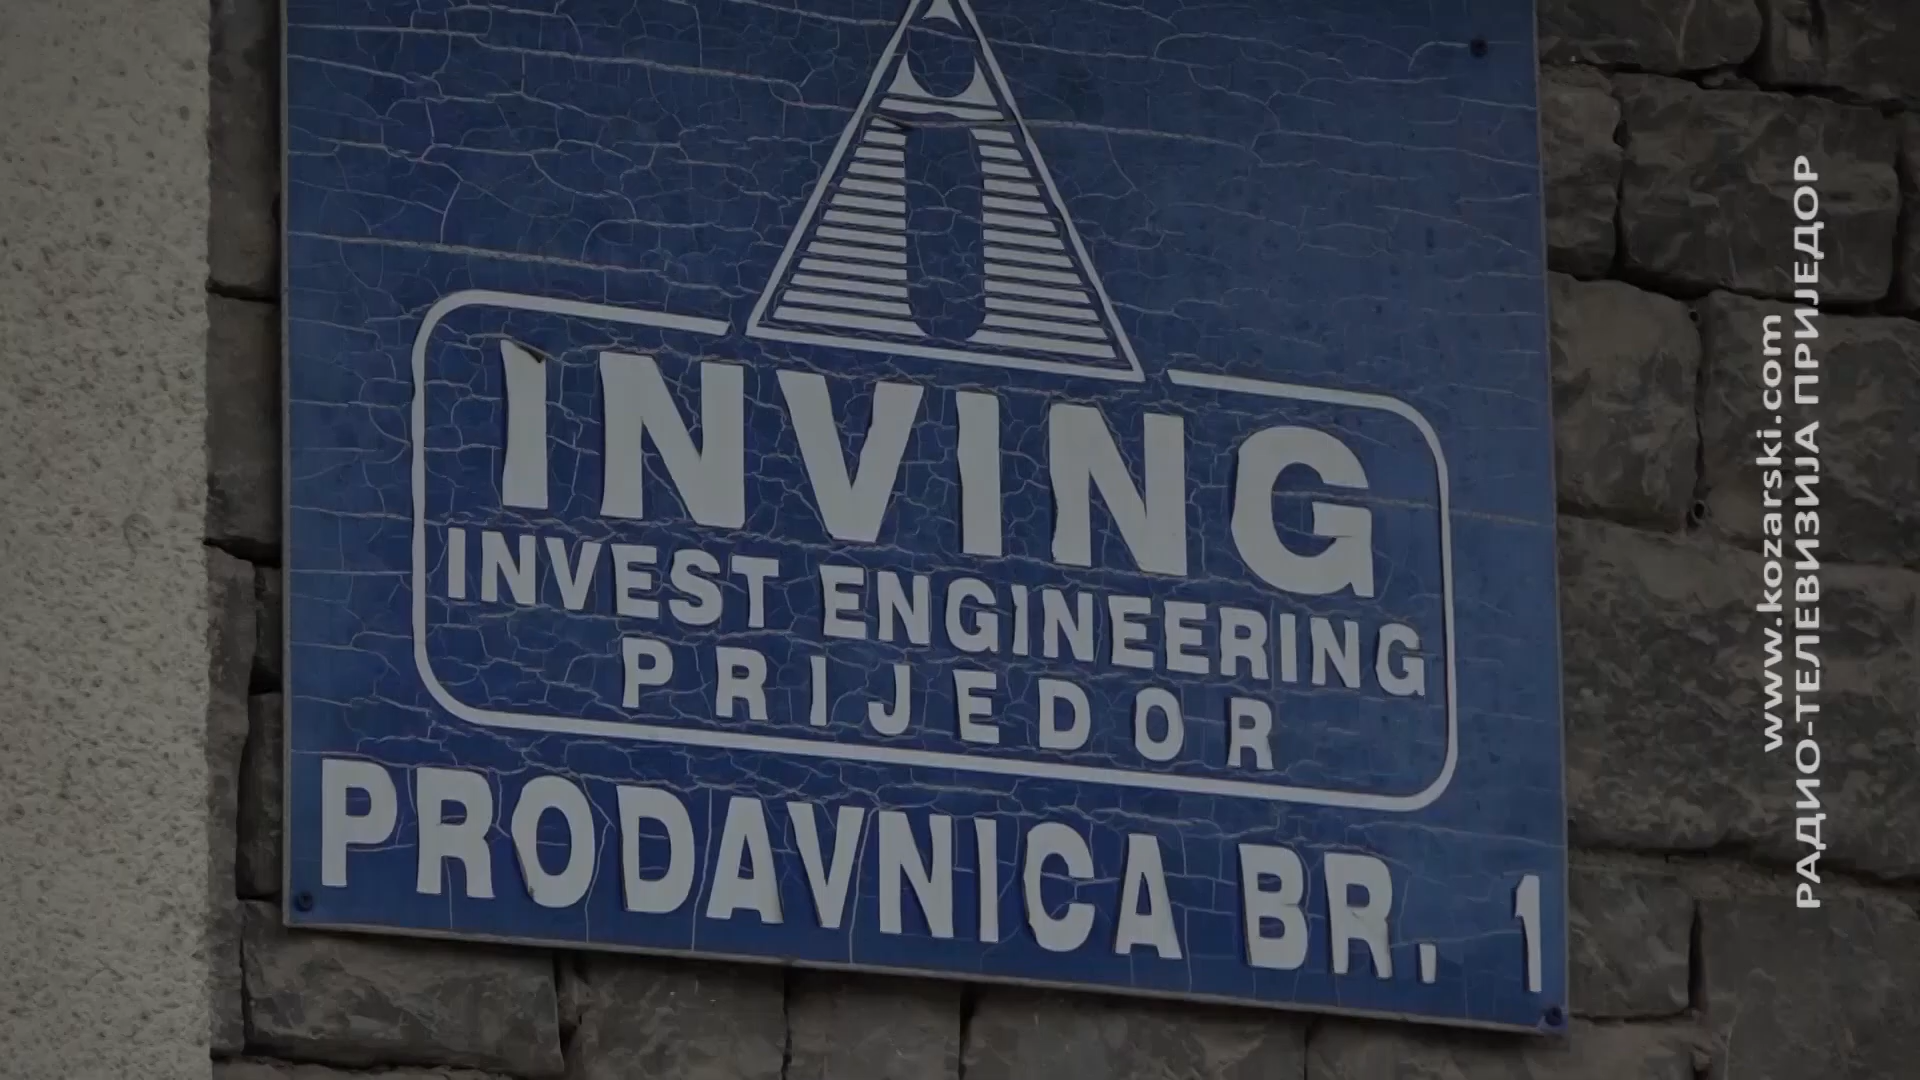 INVING
INVEST ENGINEERING
PRIJEDOR
PRODAVNICA BR. 1
www.kozarski.com
РАДИО-ТЕЛЕВИЗИЈА ПРИЈЕДОР